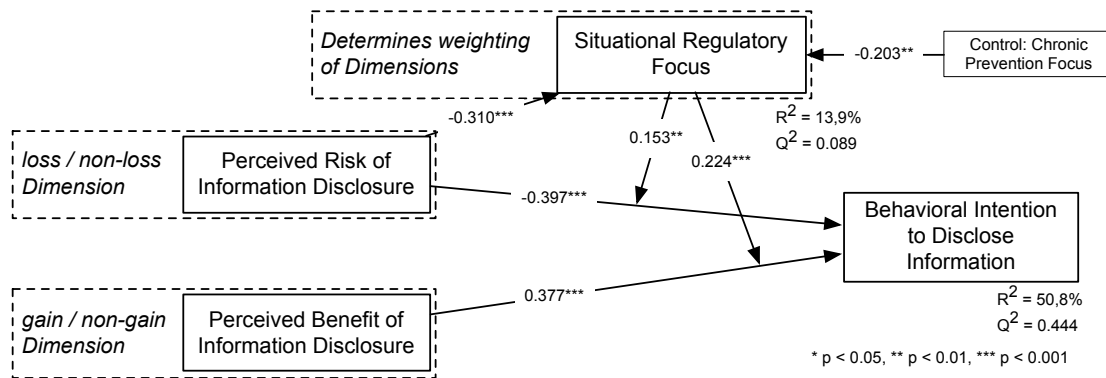 Determines weighting
of Dimensions
Situational Regulatory
Focus
-0.203**
Control: Chronic
Prevention Focus
-0.310***
R2 = 13,9%
Q2 = 0.089
0.153**
0.224***
loss / non-loss
Dimension
Perceived Risk of
Information Disclosure
-0.397***
Behavioral Intention
to Disclose
Information
0.377***
gain / non-gain
Dimension
Perceived Benefit of
Information Disclosure
R2 = 50,8%
Q2 = 0.444
* p < 0.05, ** p < 0.01, *** p < 0.001